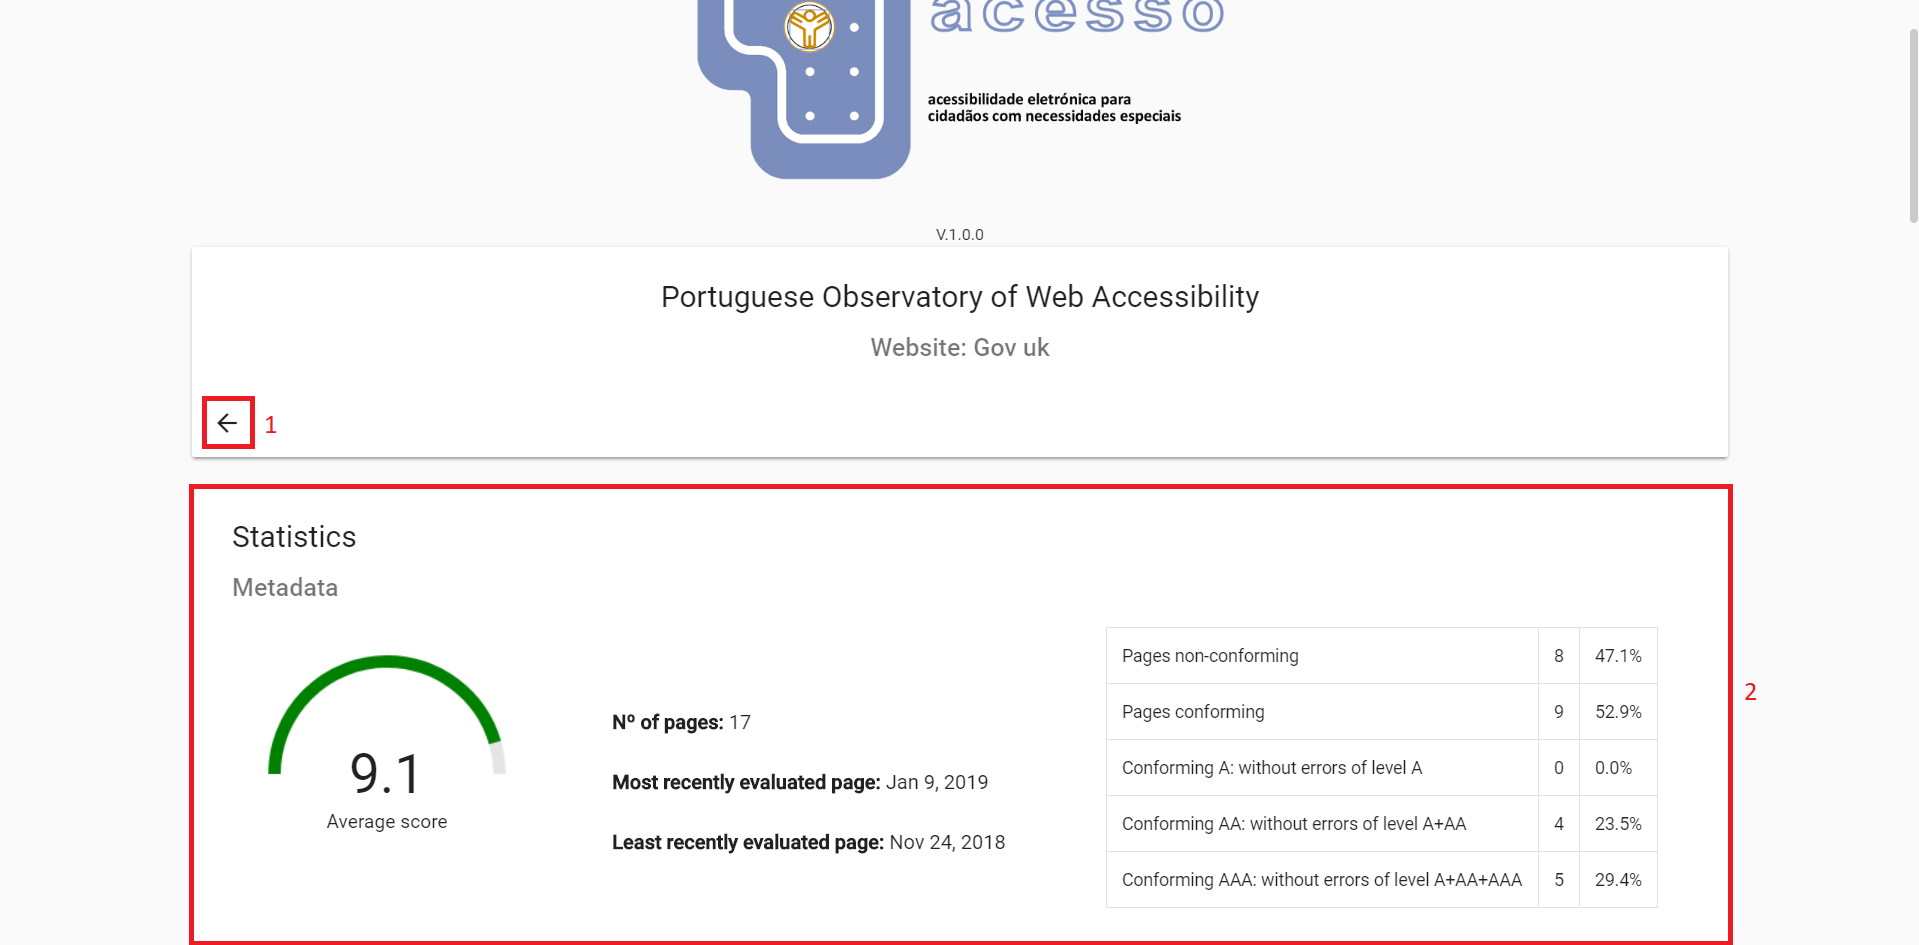 acesso
acessibilidade eletrónica para
cidadãos com necessidades especiais
V.1.0.0
Portuguese Observatory of Web Accessibility
Website: Gov uk
1
Statistics
Metadata
9.1
Average score
Nº of pages: 17
Most recently evaluated page: Jan 9, 2019
Least recently evaluated page: Nov 24, 2018
Pages non-conforming 8 47.1%
Pages conforming 9 52.9%
Conforming A: without errors of level A 0 0.0%
Conforming AA: without errors of level A+AA 4 23.5%
Conforming AAA: without errors of level A+AA+AAA 5 29.4%
2